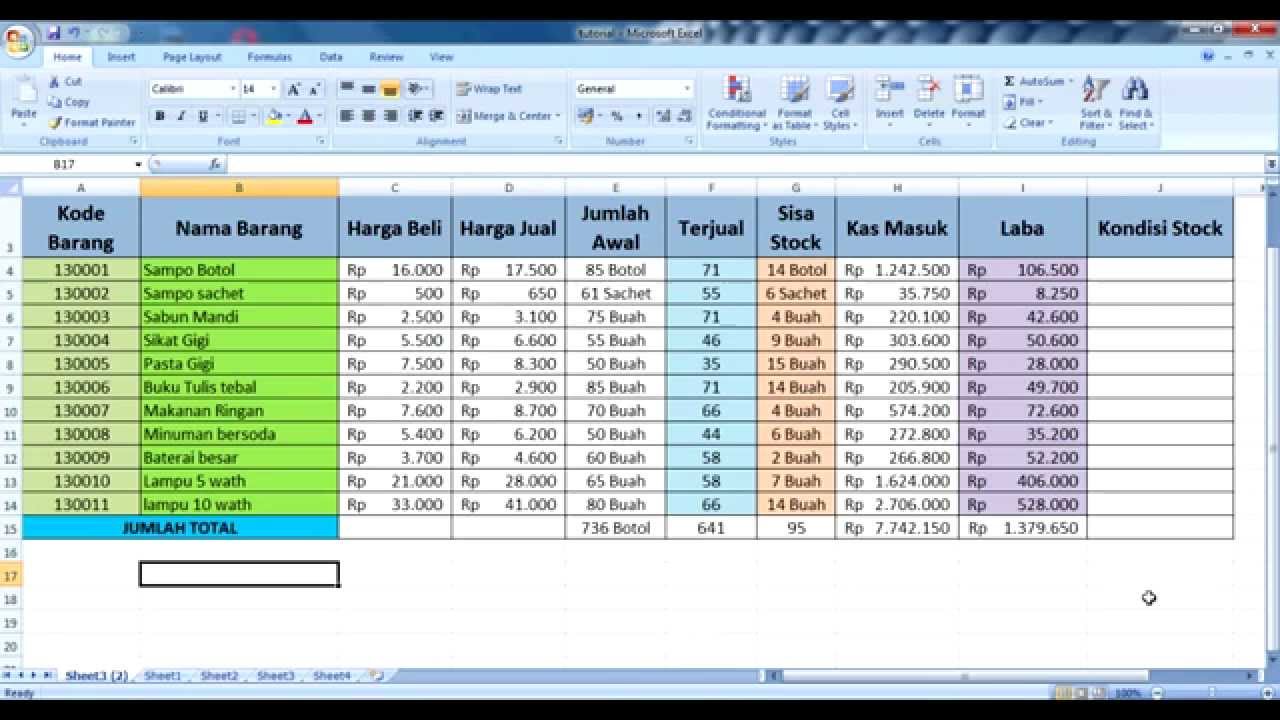 tutorial - Microsoft Excel
Home Insert Page Layout Formulas Data Review View
Paste Cut Copy Format Painter
Calibri 14 Wrap Text General
B I U Merge & Center % ,
Conditional Formatting Format as Table Cell Styles Insert Delete Format Σ AutoSum Fill Clear Sort & Filter Find & Select
Clipboard Font Alignment Number Styles Cells Editing
B17 fx
A B C D E F G H I J
3 Kode Barang Nama Barang Harga Beli Harga Jual Jumlah Awal Terjual Sisa Stock Kas Masuk Laba Kondisi Stock
4 130001 Sampo Botol Rp 16.000 Rp 17.500 85 Botol 71 14 Botol Rp 1.242.500 Rp 106.500
5 130002 Sampo sachet Rp 500 Rp 650 61 Sachet 55 6 Sachet Rp 35.750 Rp 8.250
6 130003 Sabun Mandi Rp 2.500 Rp 3.100 75 Buah 71 4 Buah Rp 220.100 Rp 42.600
7 130004 Sikat Gigi Rp 5.500 Rp 6.600 55 Buah 46 9 Buah Rp 303.600 Rp 50.600
8 130005 Pasta Gigi Rp 7.500 Rp 8.300 50 Buah 35 15 Buah Rp 290.500 Rp 28.000
9 130006 Buku Tulis tebal Rp 2.200 Rp 2.900 85 Buah 71 14 Buah Rp 205.900 Rp 49.700
10 130007 Makanan Ringan Rp 7.600 Rp 8.700 70 Buah 66 4 Buah Rp 574.200 Rp 72.600
11 130008 Minuman bersoda Rp 5.400 Rp 6.200 50 Buah 44 6 Buah Rp 272.800 Rp 35.200
12 130009 Baterai besar Rp 3.700 Rp 4.600 60 Buah 58 2 Buah Rp 266.800 Rp 52.200
13 130010 Lampu 5 wath Rp 21.000 Rp 28.000 65 Buah 58 7 Buah Rp 1.624.000 Rp 406.000
14 130011 lampu 10 wath Rp 33.000 Rp 41.000 80 Buah 66 14 Buah Rp 2.706.000 Rp 528.000
15 JUMLAH TOTAL 736 Botol 641 95 Rp 7.742.150 Rp 1.379.650
16
17
18
19
20
Sheet3 (2) Sheet1 Sheet2 Sheet3 Sheet4
Ready 100%